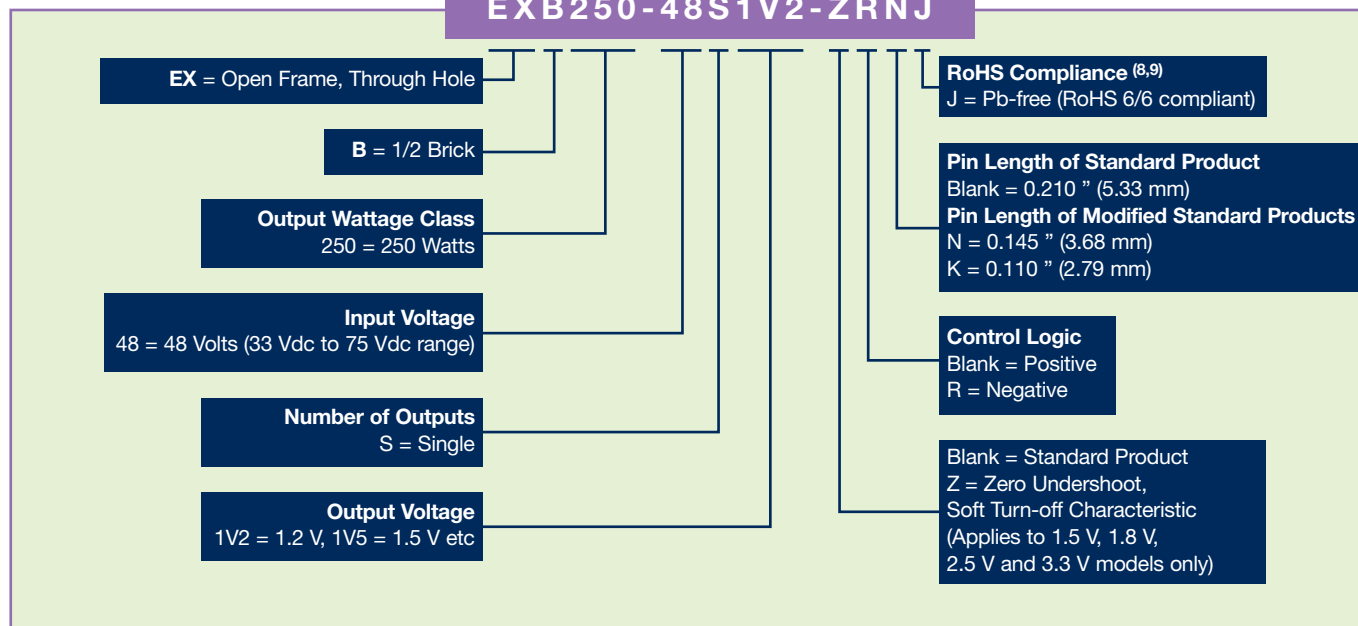 EXB250-48S1V2-ZRNJ
EX = Open Frame, Through Hole
B = 1/2 Brick
Output Wattage Class
250 = 250 Watts
Input Voltage
48 = 48 Volts (33 Vdc to 75 Vdc range)
Number of Outputs
S = Single
Output Voltage
1V2 = 1.2 V, 1V5 = 1.5 V etc
RoHS Compliance (8,9)
J = Pb-free (RoHS 6/6 compliant)
Pin Length of Standard Product
Blank = 0.210 ” (5.33 mm)
Pin Length of Modified Standard Products
N = 0.145 ” (3.68 mm)
K = 0.110 ” (2.79 mm)
Control Logic
Blank = Positive
R = Negative
Blank = Standard Product
Z = Zero Undershoot,
Soft Turn-off Characteristic
(Applies to 1.5 V, 1.8 V,
2.5 V and 3.3 V models only)